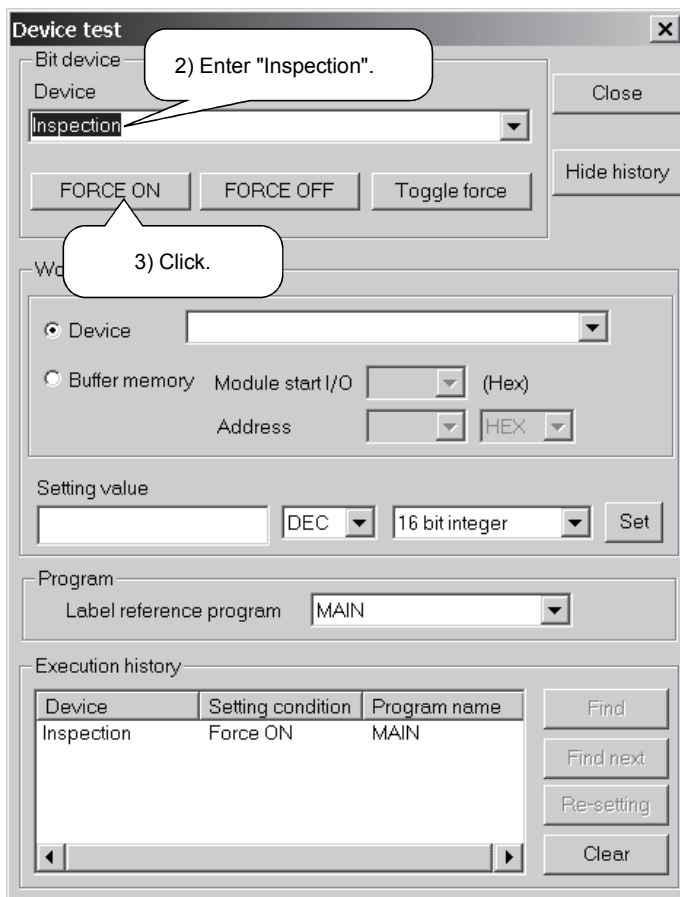 Device test
Bit device
2) Enter "Inspection".
Device
Close
Inspection
Hide history
FORCE ON FORCE OFF Toggle force
3) Click.
Device
Buffer memory Module start I/O (Hex)
Address HEX
Setting value
DEC 16 bit integer Set
Program
Label reference program MAIN
Execution history
Device Setting condition Program name
Inspection Force ON MAIN
Find
Find next
Re-setting
Clear